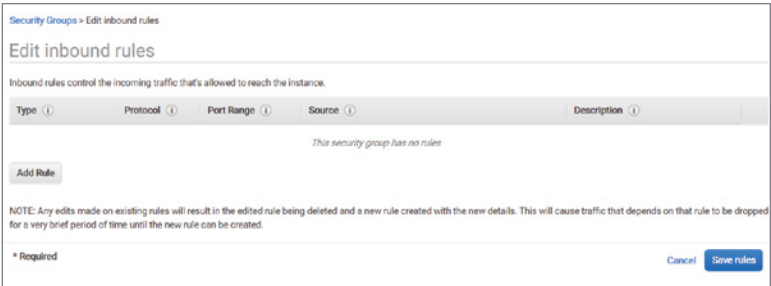 Security Groups > Edit inbound rules
Edit inbound rules
Inbound rules control the incoming traffic that's allowed to reach the instance.
Type Protocol Port Range Source Description
This security group has no rules
Add Rule
NOTE: Any edits made on existing rules will result in the edited rule being deleted and a new rule created with the new details. This will cause traffic that depends on that rule to be dropped
for a very brief period of time until the new rule can be created.
* Required Cancel Save rules